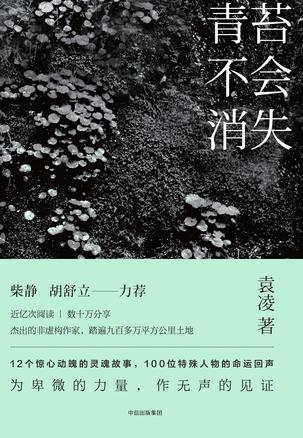 青苔
不会
消失
袁凌 著
柴静 胡舒立——力荐
近亿次阅读 | 数十万分享
杰出的非虚构作家，踏遍九百多万平方公里土地
12个惊心动魄的灵魂故事，100位特殊人物的命运回声
为卑微的力量，作无声的见证
中信出版集团